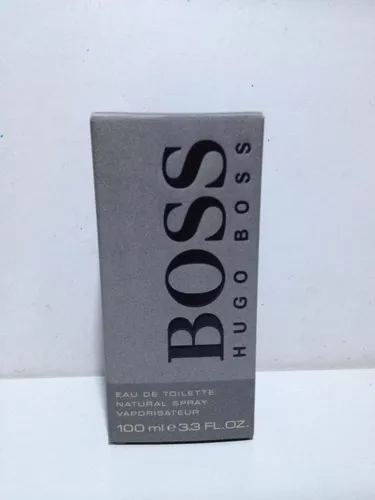 BOSS
HUGO BOSS
EAU DE TOILETTE
NATURAL SPRAY
VAPORISATEUR
100 ml e 3.3 FL.OZ.